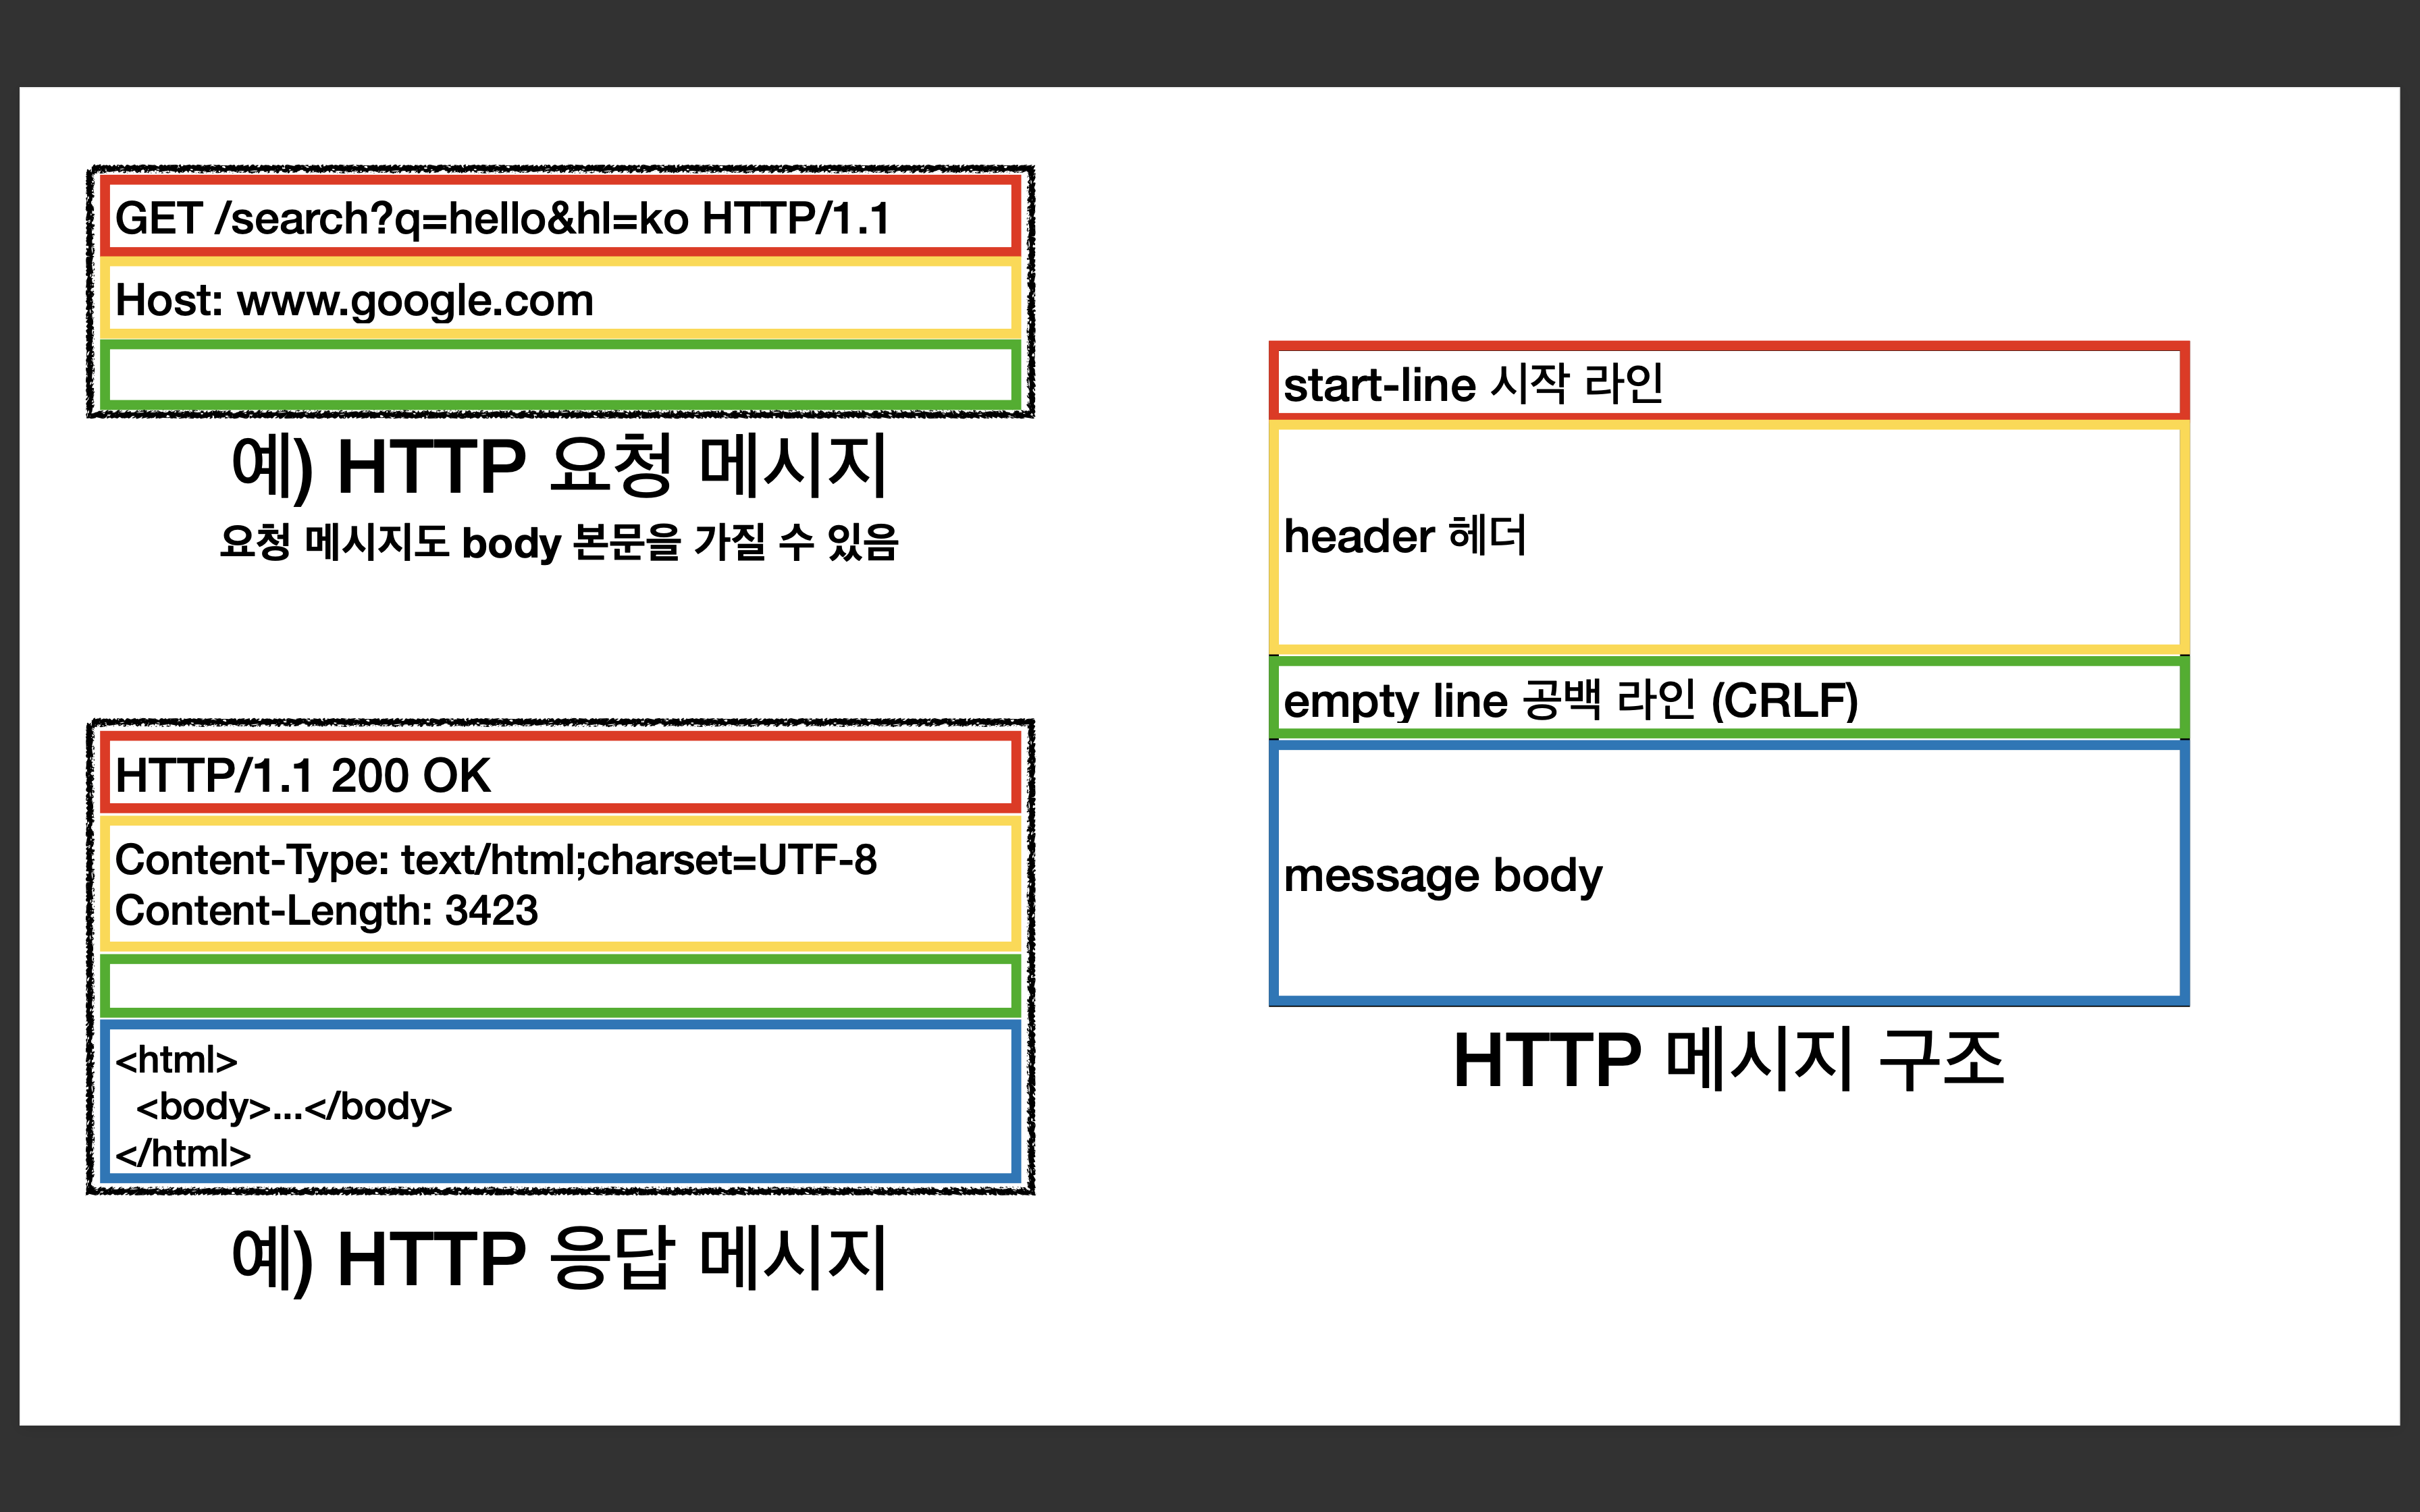 GET /search?q=hello&hl=ko HTTP/1.1
Host: www.google.com
예) HTTP 요청 메시지
요청 메시지도 body 본문을 가질 수 있음
HTTP/1.1 200 OK
Content-Type: text/html;charset=UTF-8
Content-Length: 3423
<html>
<body>...</body>
</html>
예) HTTP 응답 메시지
start-line 시작 라인
header 헤더
empty line 공백 라인 (CRLF)
message body
HTTP 메시지 구조